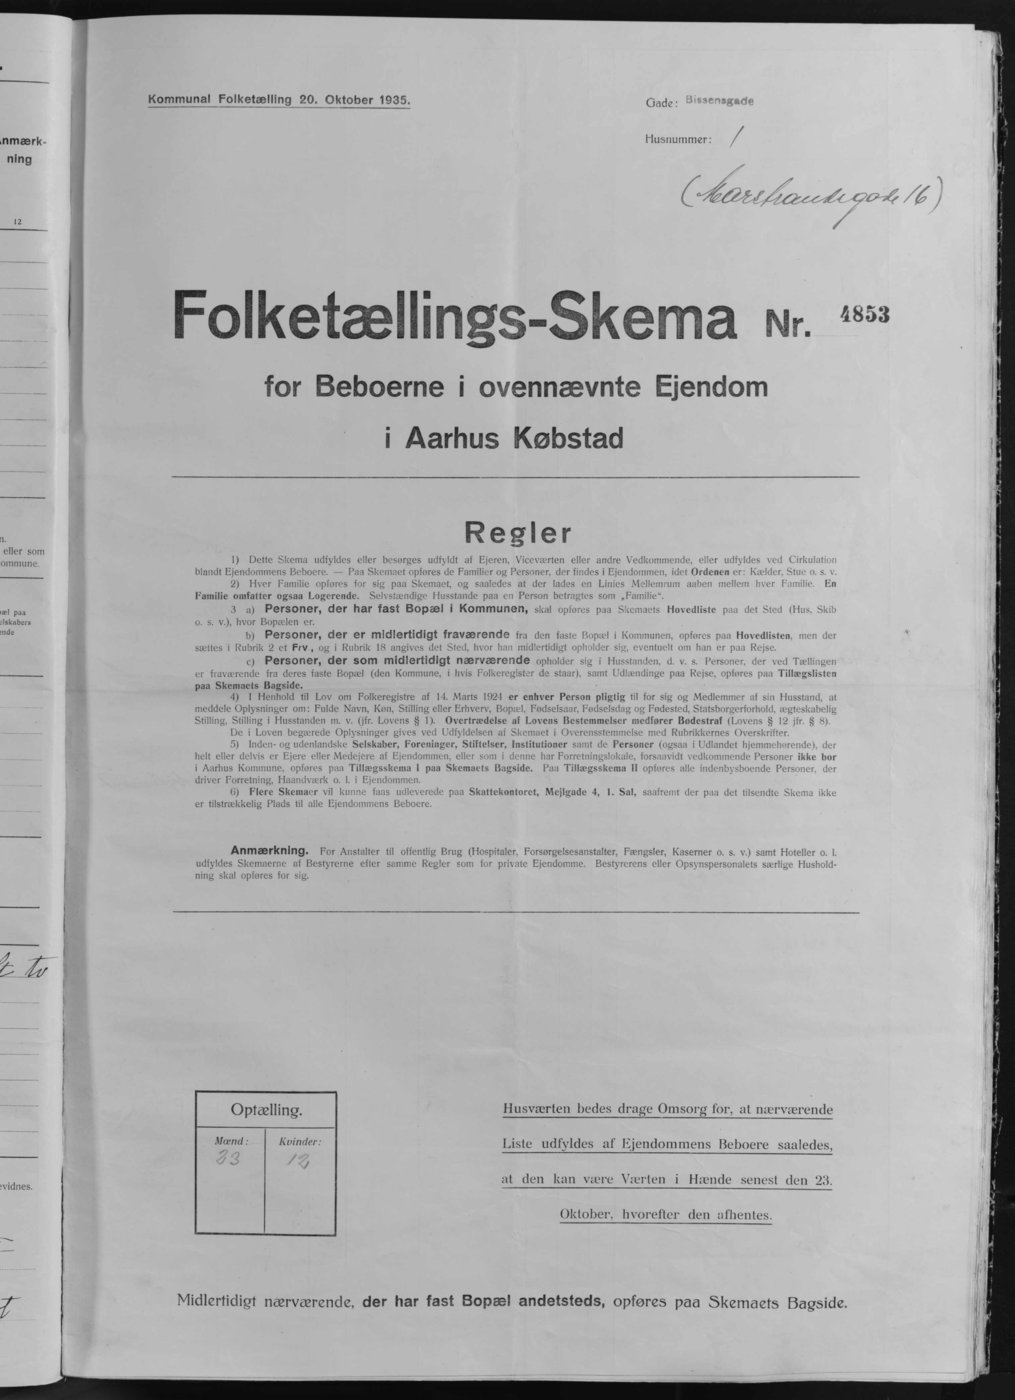 Anmærk-
ning
12
n.
eller som
ommune.
pæl paa
elskabers
ende
evidnes.
Kommunal Folketælling 20. Oktober 1935.
Gade: Bissensgade
Husnummer: 1
(Marstrandsgade 16)
Folketællings-Skema Nr. 4853
for Beboerne i ovennævnte Ejendom
i Aarhus Købstad
Regler
1) Dette Skema udfyldes eller besørges udfyldt af Ejeren, Viceværten eller andre Vedkommende, eller udfyldes ved Cirkulation
blandt Ejendommens Beboere. — Paa Skemaet opføres de Familier og Personer, der findes i Ejendommen, idet Ordenen er: Kælder, Stue o. s. v.
2) Hver Familie opføres for sig paa Skemaet, og saaledes at der lades en Linies Mellemrum aaben mellem hver Familie. En
Familie omfatter ogsaa Logerende. Selvstændige Husstande paa en Person betragtes som „Familie“.
3 a) Personer, der har fast Bopæl i Kommunen, skal opføres paa Skemaets Hovedliste paa det Sted (Hus, Skib
o. s. v.), hvor Bopælen er.
b) Personer, der er midlertidigt fraværende fra den faste Bopæl i Kommunen, opføres paa Hovedlisten, men der
sættes i Rubrik 2 et Frv., og i Rubrik 18 angives det Sted, hvor han midlertidigt opholder sig, eventuelt om han er paa Rejse.
c) Personer, der som midlertidigt nærværende opholder sig i Husstanden, d. v. s. Personer, der ved Tællingen
er fraværende fra deres faste Bopæl (den Kommune, i hvis Folkeregister de staar), samt Udlændinge paa Rejse, opføres paa Tillægslisten
paa Skemaets Bagside.
4) I Henhold til Lov om Folkeregistre af 14. Marts 1924 er enhver Person pligtig til for sig og Medlemmer af sin Husstand, at
meddele Oplysninger om: Fulde Navn, Køn, Stilling eller Erhverv, Bopæl, Fødselsaar, Fødselsdag og Fødested, Statsborgerforhold, ægteskabelig
Stilling, Stilling i Husstanden m. v. (jfr. Lovens § 1). Overtrædelse af Lovens Bestemmelser medfører Bødestraf (Lovens § 12 jfr. § 8).
De i Loven begærede Oplysninger gives ved Udfyldelsen af Skemaet i Overensstemmelse med Rubrikkernes Overskrifter.
5) Inden- og udenlandske Selskaber, Foreninger, Stiftelser, Institutioner samt de Personer (ogsaa i Udlandet hjemmehørende), der
helt eller delvis er Ejere eller Medejere af Ejendommen, eller som i denne har Forretningslokale, forsaavidt vedkommende Personer ikke bor
i Aarhus Kommune, opføres paa Tillægsskema I paa Skemaets Bagside. Paa Tillægsskema II opføres alle indenbysboende Personer, der
driver Forretning, Haandværk o. l. i Ejendommen.
6) Flere Skemaer vil kunne faas udleverede paa Skattekontoret, Mejlgade 4, 1. Sal, saafremt der paa det tilsendte Skema ikke
er tilstrækkelig Plads til alle Ejendommens Beboere.
Anmærkning. For Anstalter til offentlig Brug (Hospitaler, Forsørgelsesanstalter, Fængsler, Kaserner o. s. v.) samt Hoteller o. l.
udfyldes Skemaerne af Bestyrerne efter samme Regler som for private Ejendomme. Bestyrerens eller Opsynspersonalets særlige Hushold-
ning skal opføres for sig.
Optælling.
Mænd: Kvinder:
23 12
Husværten bedes drage Omsorg for, at nærværende
Liste udfyldes af Ejendommens Beboere saaledes,
at den kan være Værten i Hænde senest den 23.
Oktober, hvorefter den afhentes.
Midlertidigt nærværende, der har fast Bopæl andetsteds, opføres paa Skemaets Bagside.